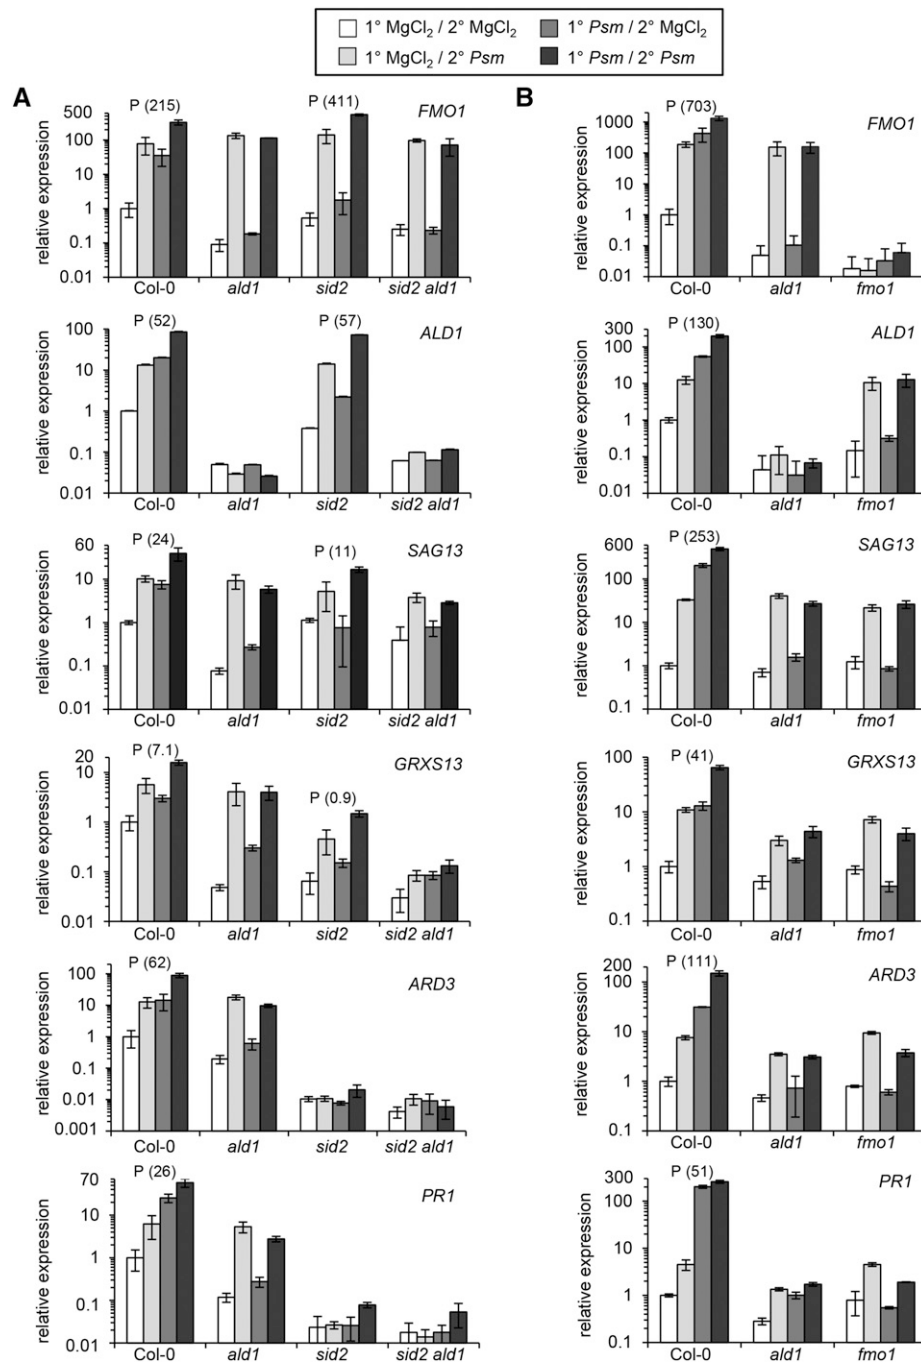 1° MgCl2 / 2° MgCl2
1° Psm / 2° MgCl2
1° MgCl2 / 2° Psm
1° Psm / 2° Psm
A
P (215)
P (411)
FMO1
relative expression
500
100
10
1
0.1
0.01
Col-0
ald1
sid2
sid2 ald1
P (52)
P (57)
ALD1
relative expression
100
10
1
0.1
0.01
Col-0
ald1
sid2
sid2 ald1
P (24)
P (11)
SAG13
relative expression
60
10
1
0.1
0.01
Col-0
ald1
sid2
sid2 ald1
P (7.1)
P (0.9)
GRXS13
relative expression
20
10
1
0.1
0.01
Col-0
ald1
sid2
sid2 ald1
P (62)
ARD3
relative expression
100
10
1
0.1
0.01
0.001
Col-0
ald1
sid2
sid2 ald1
P (26)
PR1
relative expression
70
10
1
0.1
0.01
Col-0
ald1
sid2
sid2 ald1
B
P (703)
FMO1
relative expression
1000
100
10
1
0.1
0.01
Col-0
ald1
fmo1
P (130)
ALD1
relative expression
300
100
10
1
0.1
0.01
Col-0
ald1
fmo1
P (253)
SAG13
relative expression
600
100
10
1
0.1
Col-0
ald1
fmo1
P (41)
GRXS13
relative expression
100
10
1
0.1
Col-0
ald1
fmo1
P (111)
ARD3
relative expression
200
100
10
1
0.1
Col-0
ald1
fmo1
P (51)
PR1
relative expression
300
100
10
1
0.1
Col-0
ald1
fmo1